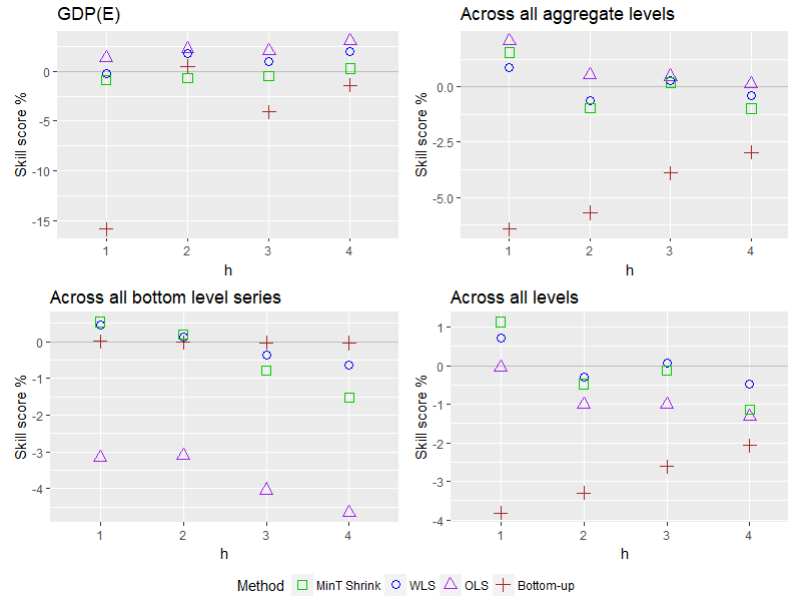 GDP(E)
Skill score %
0
-5
-10
-15
1 2 3 4
h
Across all aggregate levels
Skill score %
0.0
-2.5
-5.0
1 2 3 4
h
Across all bottom level series
Skill score %
0
-1
-2
-3
-4
1 2 3 4
h
Across all levels
Skill score %
1
0
-1
-2
-3
-4
1 2 3 4
h
Method MinT Shrink WLS OLS Bottom-up